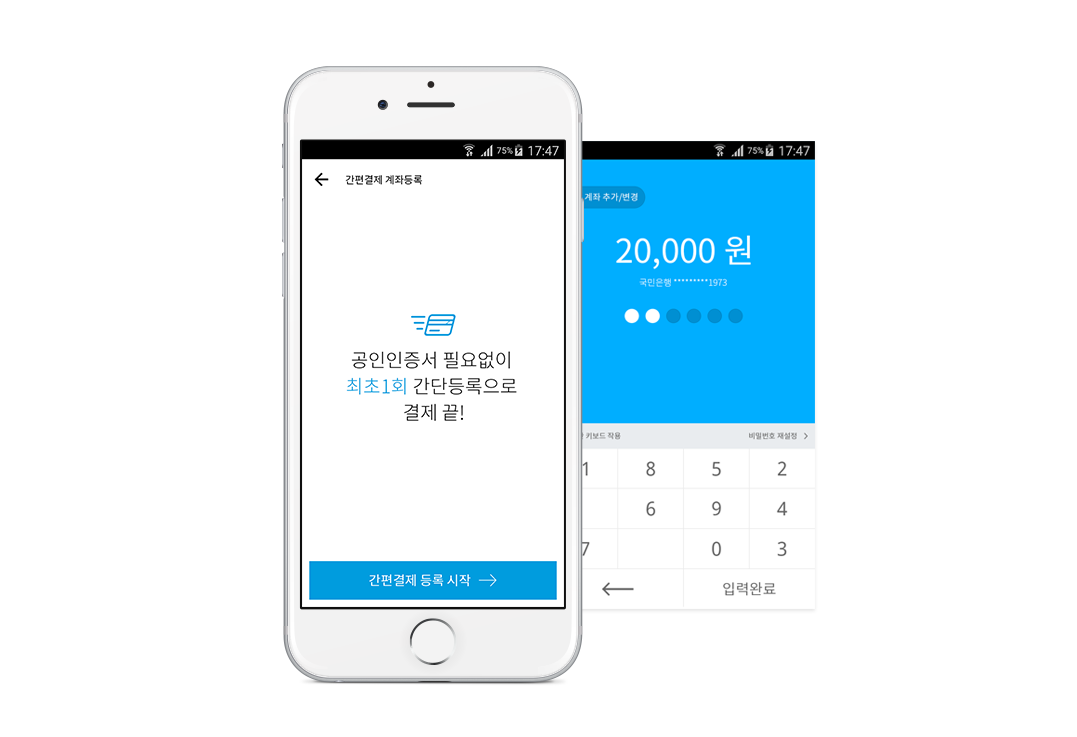 75% 17:47
간편결제 계좌등록
공인인증서 필요없이
최초1회 간단등록으로
결제 끝!
간편결제 등록 시작
75% 17:47
계좌 추가/변경
20,000 원
국민은행 *********1973
키보드 작용
비밀번호 재설정
1 8 5 2
6 9 4
7 0 3
입력완료